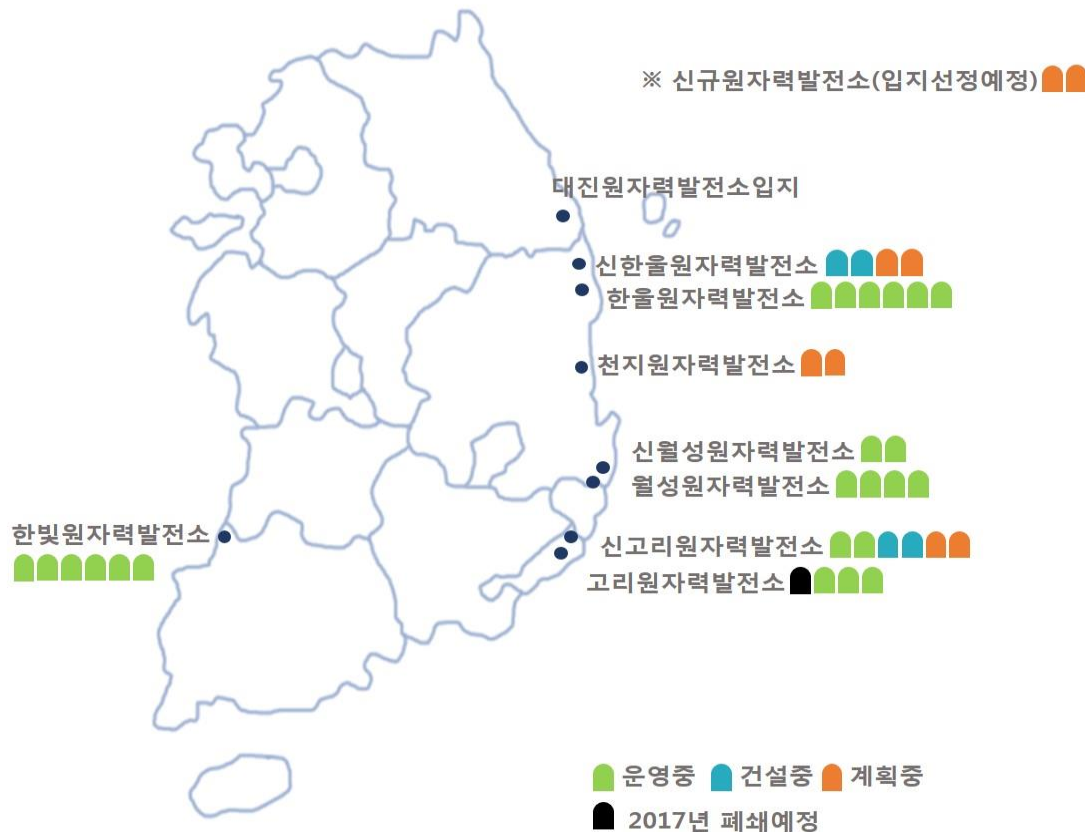 ※ 신규원자력발전소(입지선정예정)
대진원자력발전소입지
신한울원자력발전소
한울원자력발전소
천지원자력발전소
신월성원자력발전소
월성원자력발전소
한빛원자력발전소
신고리원자력발전소
고리원자력발전소
운영중 건설중 계획중
2017년 폐쇄예정